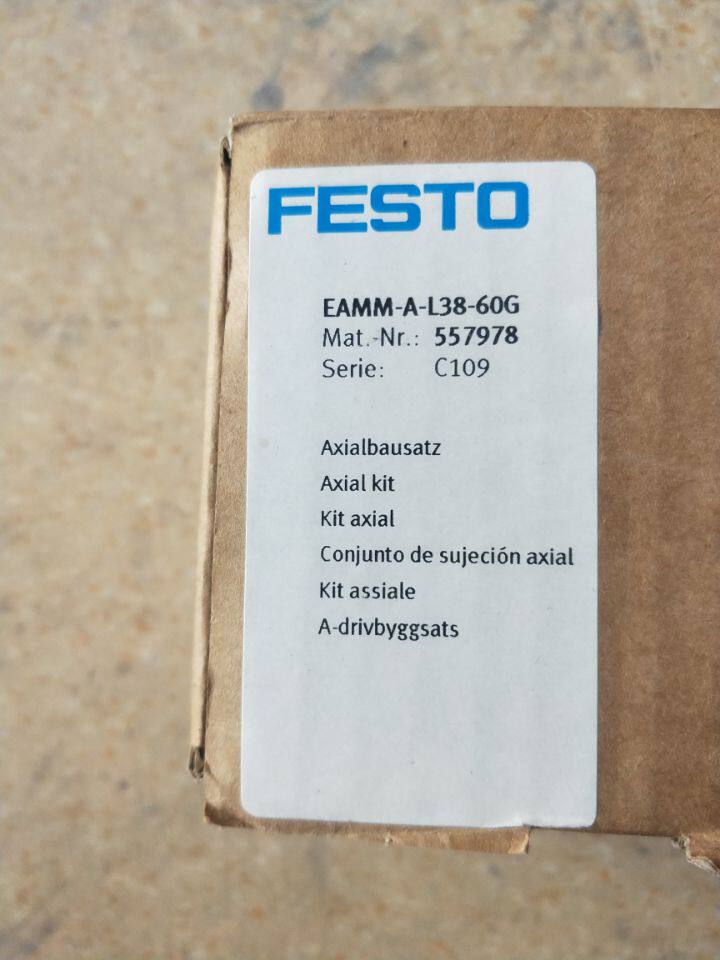 FESTO
EAMM-A-L38-60G
Mat.-Nr.: 557978
Serie: C109
Axialbausatz
Axial kit
Kit axial
Conjunto de sujeción axial
Kit assiale
A-drivbyggsats